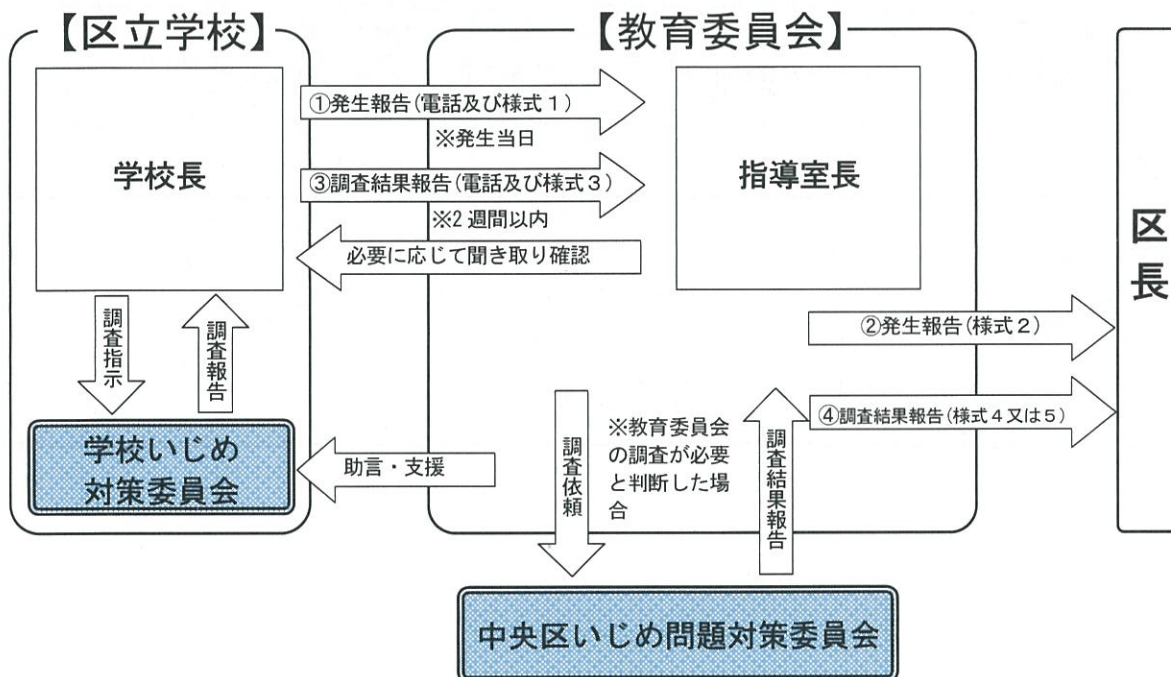 【区立学校】
【教育委員会】
学校長
①発生報告(電話及び様式1)
※発生当日
③調査結果報告(電話及び様式3)
※2週間以内
必要に応じて聞き取り確認
指導室長
区長
②発生報告(様式2)
④調査結果報告(様式4又は5)
調査指示
調査報告
学校いじめ
対策委員会
助言・支援
調査依頼
※教育委員会
の調査が必要
と判断した場
合
調査結果報告
中央区いじめ問題対策委員会